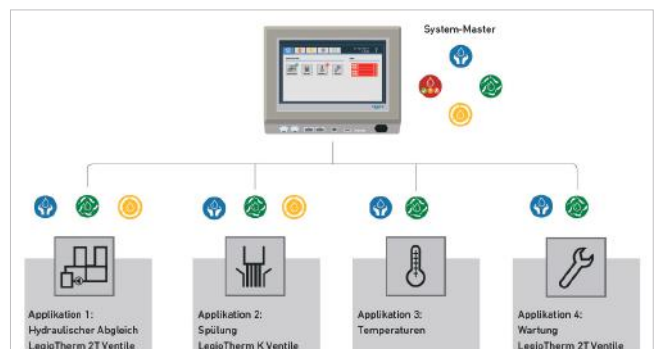 System-Master
Applikation 1:
Hydraulischer Abgleich
LegioTherm 2T Ventile
Applikation 2:
Spülung
LegioTherm K Ventile
Applikation 3:
Temperaturen
Applikation 4:
Wartung
LegioTherm 2T Ventile